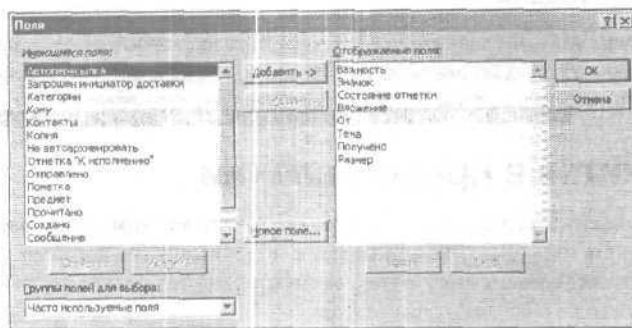 Поля
Имеющиеся поля:
Автопересылка
Запрошен инициатор доставки
Категории
Кому
Контакты
Копия
Не автоархивировать
Отметка "К исполнению"
Отправлено
Пометка
Предмет
Прочитано
Создано
Сообщение
Добавить ->
Новое поле...
Отображаемые поля:
Важность
Значок
Состояние отметки
Вложение
От
Тема
Получено
Размер
ОК
Отмена
Группы полей для выбора:
Часто используемые поля